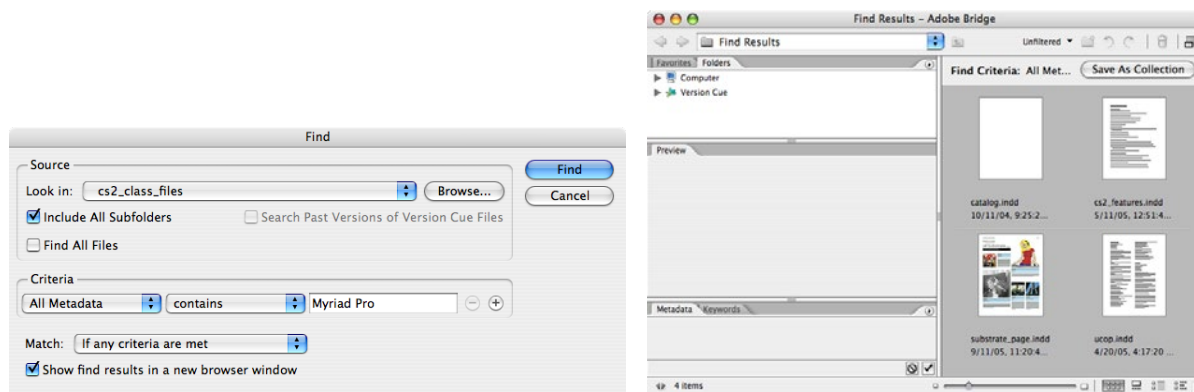 Find
Source
Look in: cs2_class_files Browse...
Include All Subfolders
Search Past Versions of Version Cue Files
Find All Files
Find
Cancel
Criteria
All Metadata contains Myriad Pro
Match: If any criteria are met
Show find results in a new browser window
Find Results – Adobe Bridge
Find Results
Unfiltered
Favorites Folders
Computer
Version Cue
Preview
Metadata Keywords
4 items
Find Criteria: All Met... Save As Collection
catalog.indd
10/11/04, 9:25:2...
cs2_features.indd
5/11/05, 12:51:4...
substrate_page.indd
9/11/05, 11:20:4...
ucop.indd
4/20/05, 4:17:20